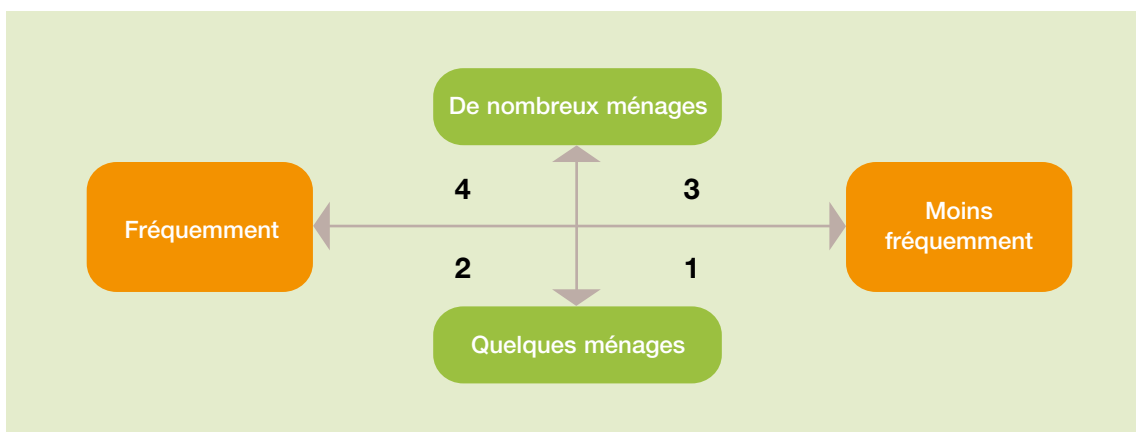 De nombreux ménages
4
3
Fréquemment
Moins
fréquemment
2
1
Quelques ménages